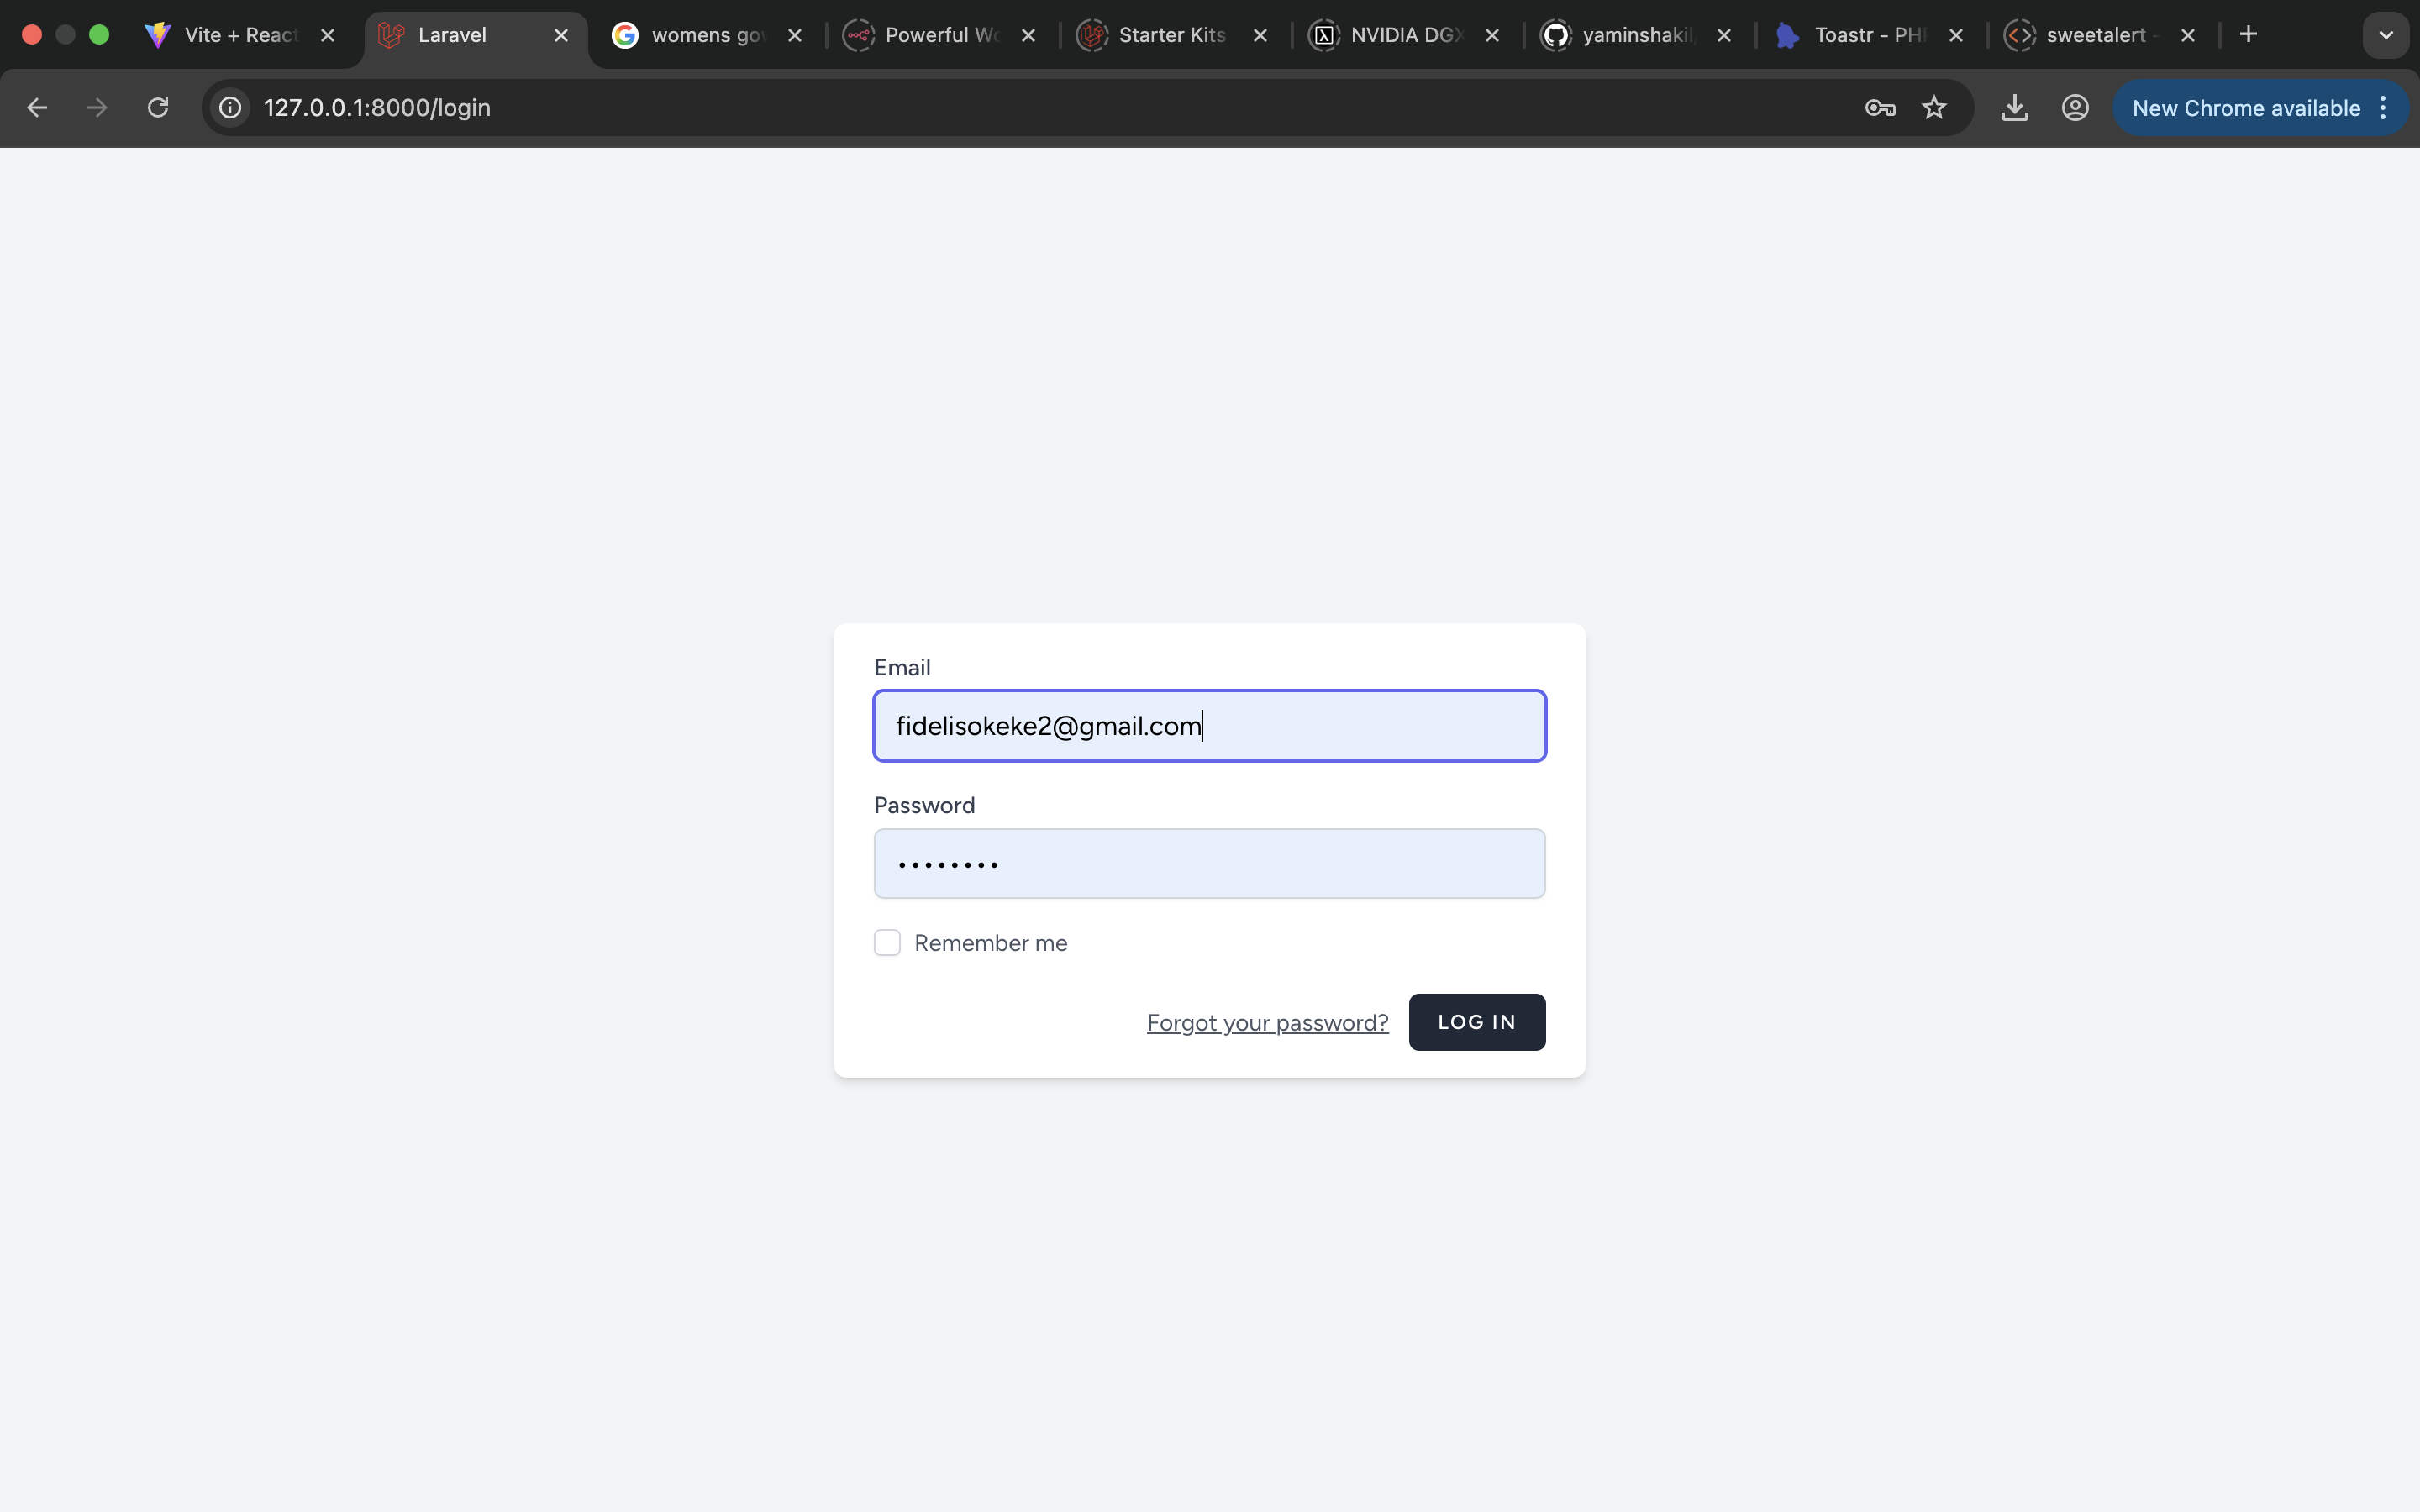 Vite + React
Laravel
womens gov
Powerful Wo
Starter Kits
NVIDIA DGX
yaminshakil
Toastr - PH
sweetalert -
127.0.0.1:8000/login
New Chrome available
Email
fidelisokeke2@gmail.com
Password
••••••••
Remember me
Forgot your password?
LOG IN